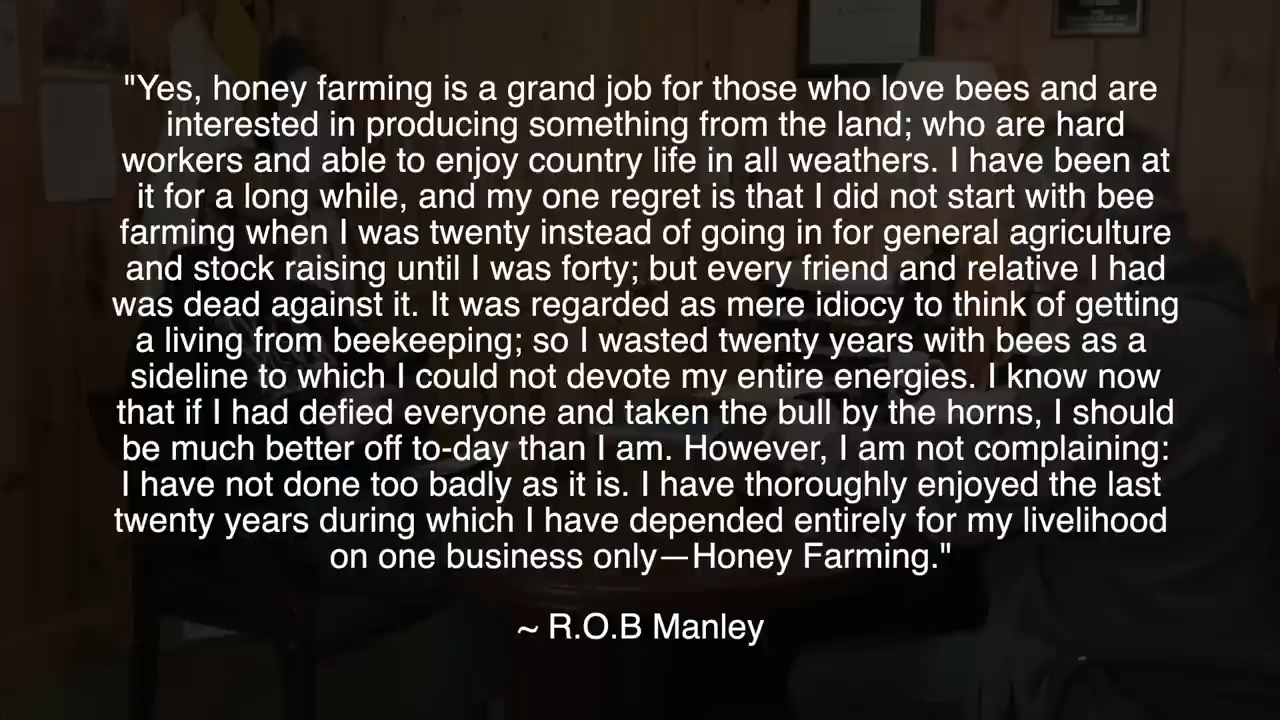 "Yes, honey farming is a grand job for those who love bees and are
interested in producing something from the land; who are hard
workers and able to enjoy country life in all weathers. I have been at
it for a long while, and my one regret is that I did not start with bee
farming when I was twenty instead of going in for general agriculture
and stock raising until I was forty; but every friend and relative I had
was dead against it. It was regarded as mere idiocy to think of getting
a living from beekeeping; so I wasted twenty years with bees as a
sideline to which I could not devote my entire energies. I know now
that if I had defied everyone and taken the bull by the horns, I should
be much better off to-day than I am. However, I am not complaining:
I have not done too badly as it is. I have thoroughly enjoyed the last
twenty years during which I have depended entirely for my livelihood
on one business only—Honey Farming."
~ R.O.B Manley